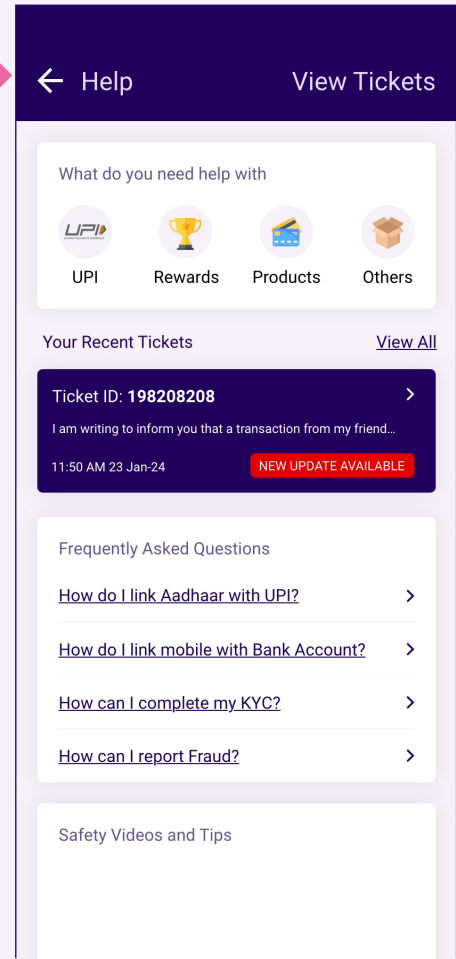 Help
View Tickets
What do you need help with
UPI
UPI
Rewards
Products
Others
Your Recent Tickets
View All
Ticket ID: 198208208
I am writing to inform you that a transaction from my friend...
11:50 AM 23 Jan-24
NEW UPDATE AVAILABLE
Frequently Asked Questions
How do I link Aadhaar with UPI?
How do I link mobile with Bank Account?
How can I complete my KYC?
How can I report Fraud?
Safety Videos and Tips